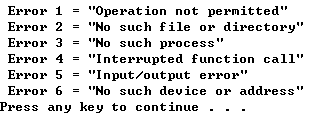 Error 1 = "Operation not permitted"
Error 2 = "No such file or directory"
Error 3 = "No such process"
Error 4 = "Interrupted function call"
Error 5 = "Input/output error"
Error 6 = "No such device or address"
Press any key to continue . . .